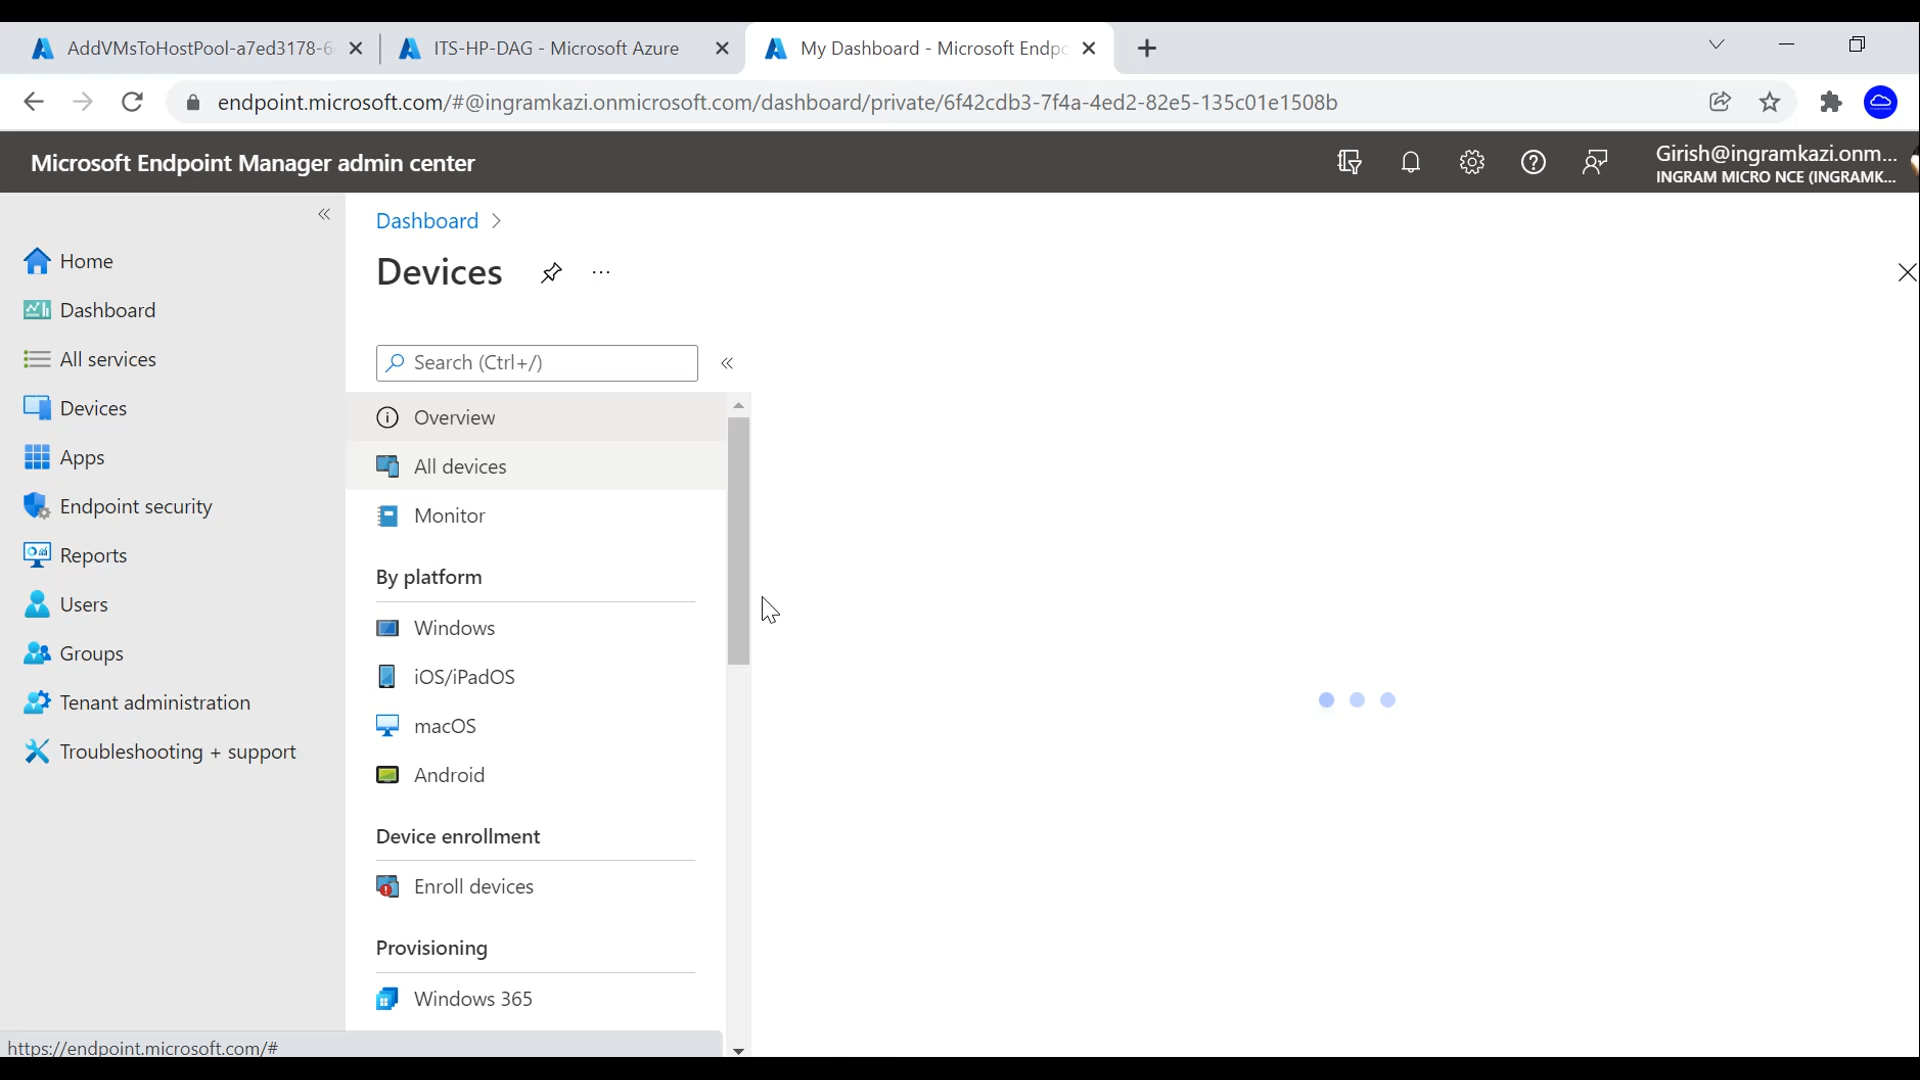 AddVMsToHostPool-a7ed3178-6
ITS-HP-DAG - Microsoft Azure
My Dashboard - Microsoft Endpo
endpoint.microsoft.com/#@ingramkazi.onmicrosoft.com/dashboard/private/6f42cdb3-7f4a-4ed2-82e5-135c01e1508b
Microsoft Endpoint Manager admin center
Girish@ingramkazi.onm...
INGRAM MICRO NCE (INGRAMK...
Home
Dashboard
All services
Devices
Apps
Endpoint security
Reports
Users
Groups
Tenant administration
Troubleshooting + support
Dashboard
Devices
Search (Ctrl+/)
Overview
All devices
Monitor
By platform
Windows
iOS/iPadOS
macOS
Android
Device enrollment
Enroll devices
Provisioning
Windows 365
https://endpoint.microsoft.com/#